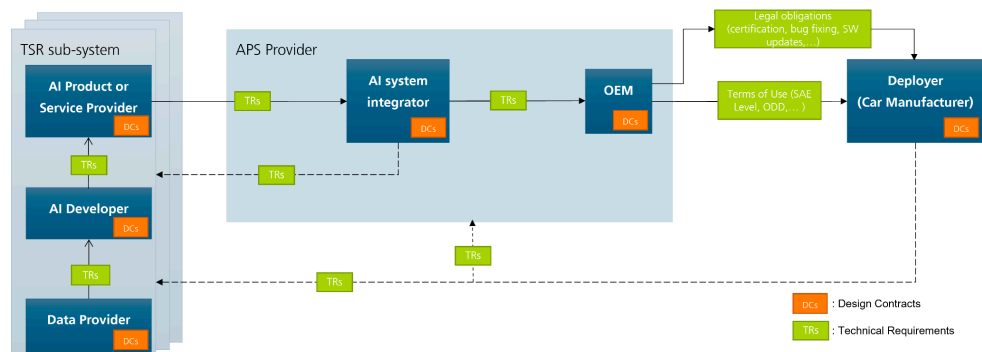 TSR sub-system
AI Product or
Service Provider
DCs
TRs
AI Developer
DCs
TRs
Data Provider
DCs
APS Provider
TRs
AI system
integrator
DCs
TRs
OEM
DCs
TRs
Legal obligations
(certification, bug fixing, SW
updates,...)
Terms of Use (SAE
Level, ODD,... )
Deployer
(Car Manufacturer)
DCs
TRs
TRs
DCs
: Design Contracts
TRs
: Technical Requirements